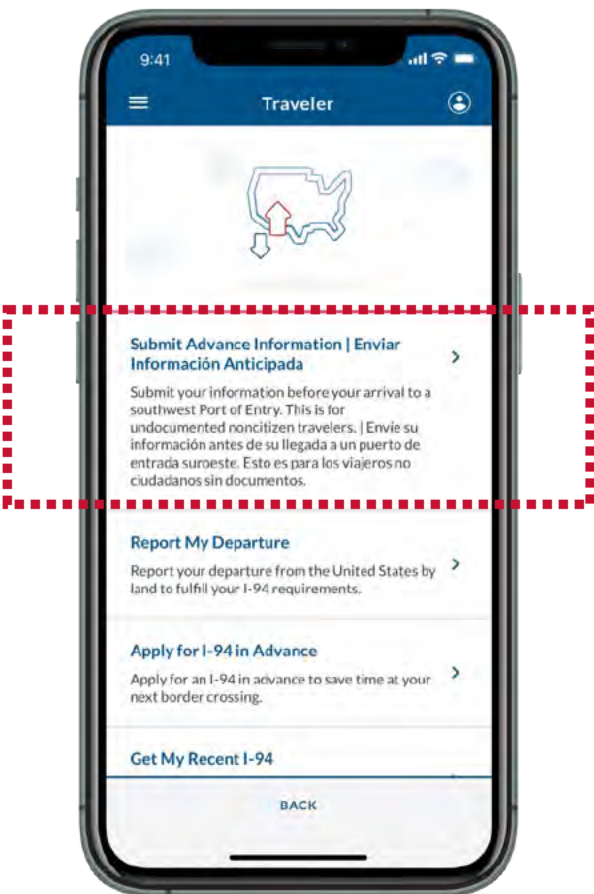 9:41
Traveler
Submit Advance Information | Enviar
Información Anticipada
Submit your information before your arrival to a
southwest Port of Entry. This is for
undocumented noncitizen travelers. | Envíe su
información antes de su llegada a un puerto de
entrada suroeste. Esto es para los viajeros no
ciudadanos sin documentos.
Report My Departure
Report your departure from the United States by
land to fulfill your I-94 requirements.
Apply for I-94 in Advance
Apply for an I-94 in advance to save time at your
next border crossing.
Get My Recent I-94
BACK